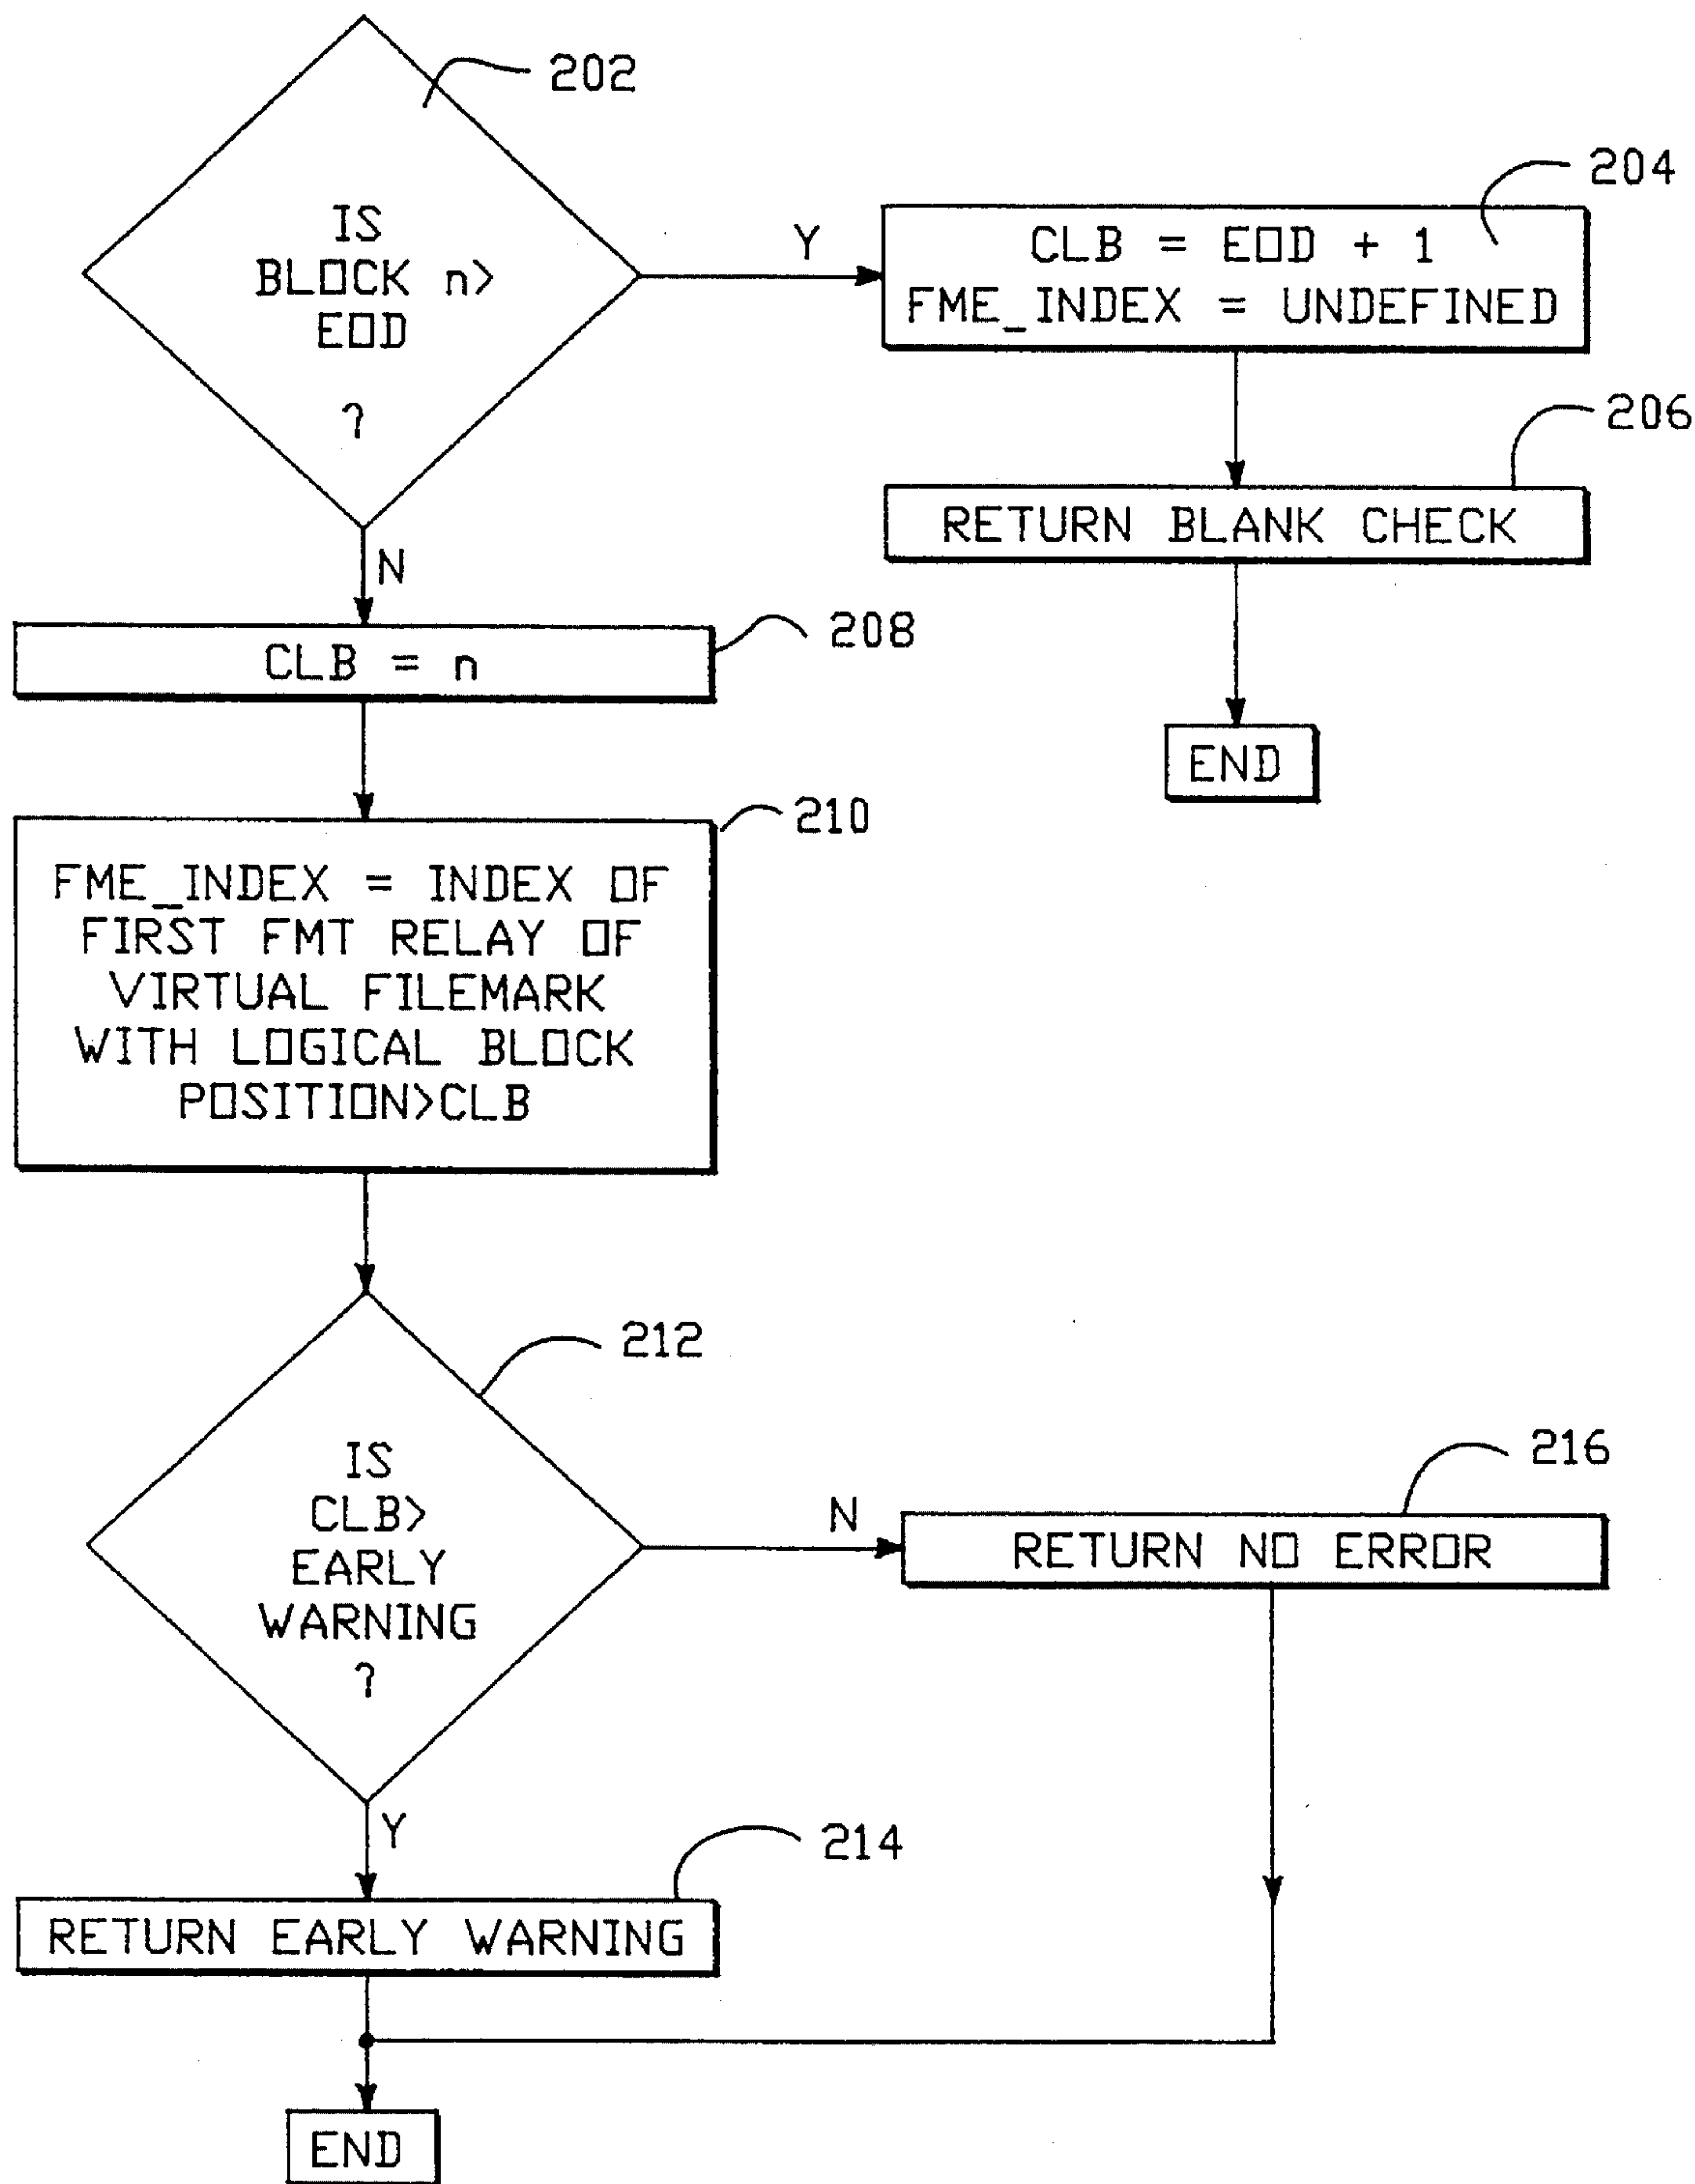 202
IS
BLOCK n>
EOD
?
Y
204
CLB = EOD + 1
FME_INDEX = UNDEFINED
206
RETURN BLANK CHECK
END
N
208
CLB = n
210
FME_INDEX = INDEX OF
FIRST FMT RELAY OF
VIRTUAL FILEMARK
WITH LOGICAL BLOCK
POSITION>CLB
212
IS
CLB>
EARLY
WARNING
?
N
216
RETURN NO ERROR
Y
214
RETURN EARLY WARNING
END